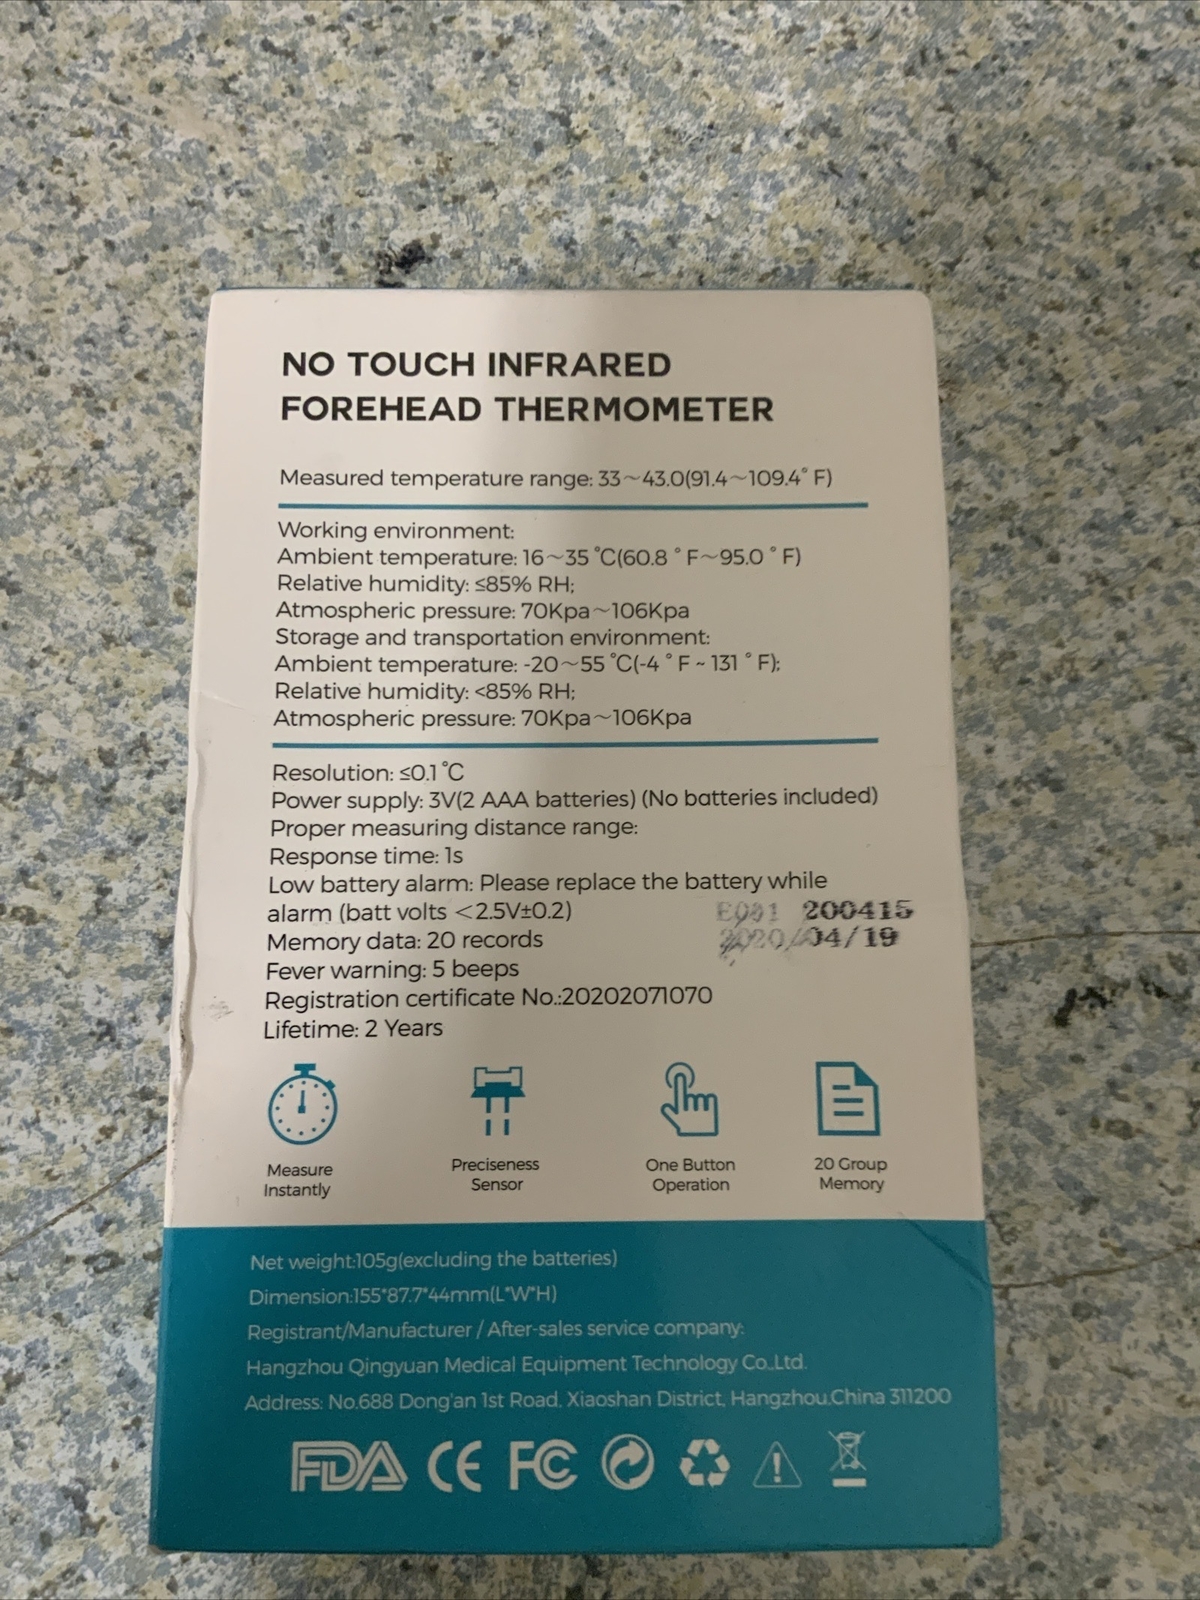 NO TOUCH INFRARED
FOREHEAD THERMOMETER
Measured temperature range: 33~43.0(91.4~109.4°F)
Working environment:
Ambient temperature: 16~35°C(60.8°F~95.0°F)
Relative humidity: ≤85% RH;
Atmospheric pressure: 70Kpa~106Kpa
Storage and transportation environment:
Ambient temperature: -20~55°C(-4°F~131°F);
Relative humidity: <85% RH;
Atmospheric pressure: 70Kpa~106Kpa
Resolution: ≤0.1°C
Power supply: 3V(2 AAA batteries) (No batteries included)
Proper measuring distance range:
Response time: 1s
Low battery alarm: Please replace the battery while
alarm (batt volts <2.5V±0.2)
E001 200415
Memory data: 20 records
2020/04/19
Fever warning: 5 beeps
Registration certificate No.:20202071070
Lifetime: 2 Years
Measure
Instantly
Preciseness
Sensor
One Button
Operation
20 Group
Memory
Net weight:105g(excluding the batteries)
Dimension:155*87.7*44mm(L*W*H)
Registrant/Manufacturer / After-sales service company:
Hangzhou Qingyuan Medical Equipment Technology Co.,Ltd.
Address: No.688 Dong'an 1st Road. Xiaoshan District, Hangzhou.China 311200
FDA CE FC